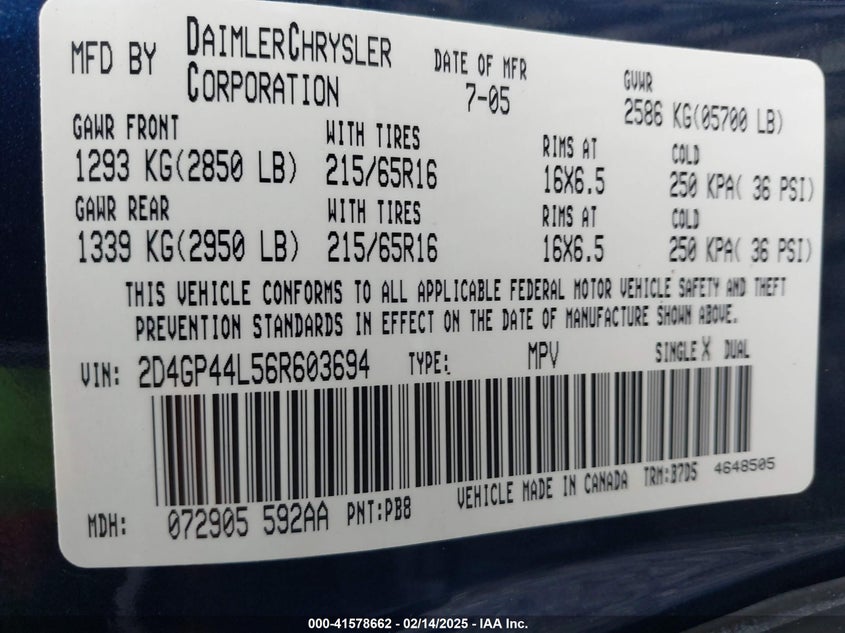 MFD BY DAIMLERCHRYSLER CORPORATION DATE OF MFR 7-05 GVWR 2586 KG(05700 LB)
GAWR FRONT WITH TIRES RIMS AT COLD
1293 KG(2850 LB) 215/65R16 16X6.5 250 KPA( 36 PSI)
GAWR REAR WITH TIRES RIMS AT COLD
1339 KG(2950 LB) 215/65R16 16X6.5 250 KPA( 36 PSI)
THIS VEHICLE CONFORMS TO ALL APPLICABLE FEDERAL MOTOR VEHICLE SAFETY AND THEFT
PREVENTION STANDARDS IN EFFECT ON THE DATE OF MANUFACTURE SHOWN ABOVE.
VIN: 2D4GP44L56R603694 TYPE: MPV SINGLE X DUAL
MDH: 072905 592AA PNT:PB8 VEHICLE MADE IN CANADA TRM:B7D5 4648505
000-41578662 - 02/14/2025 - IAA Inc.